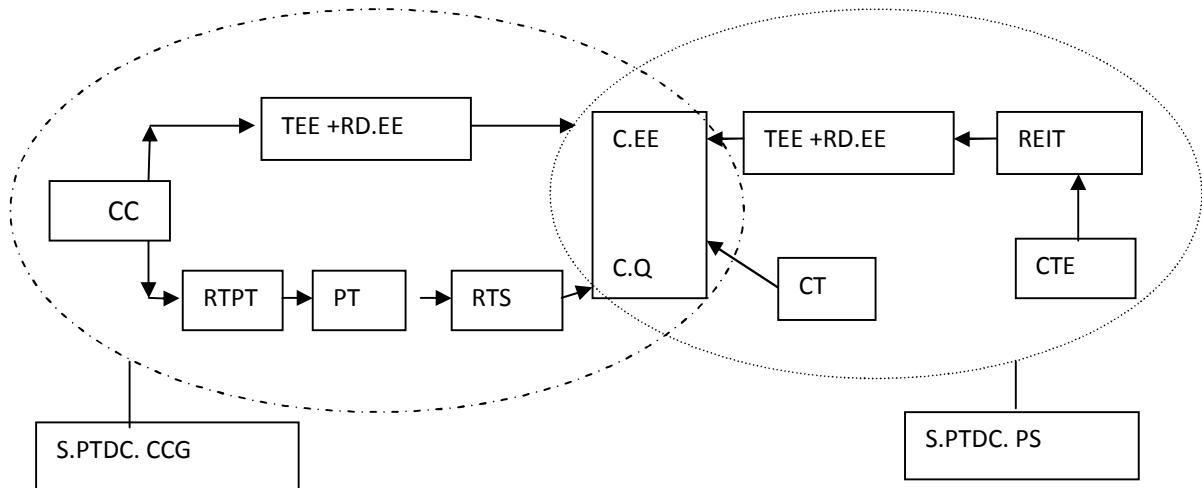 TEE +RD.EE
C.EE
TEE +RD.EE
REIT
CC
C.Q
CT
CTE
RTPT
PT
RTS
S.PTDC. CCG
S.PTDC. PS